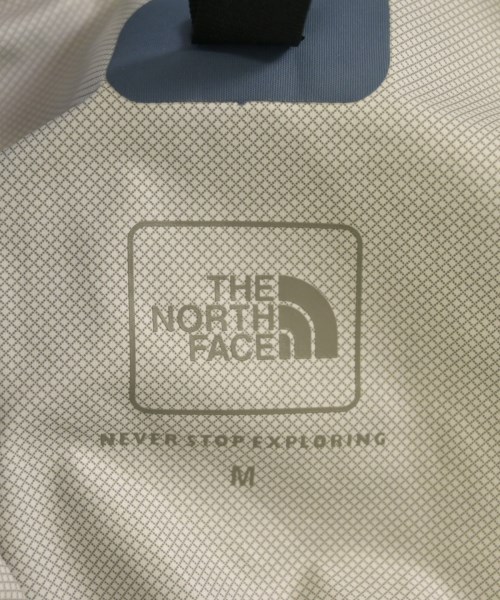 THE
NORTH
FACE
NEVER STOP EXPLORING
M